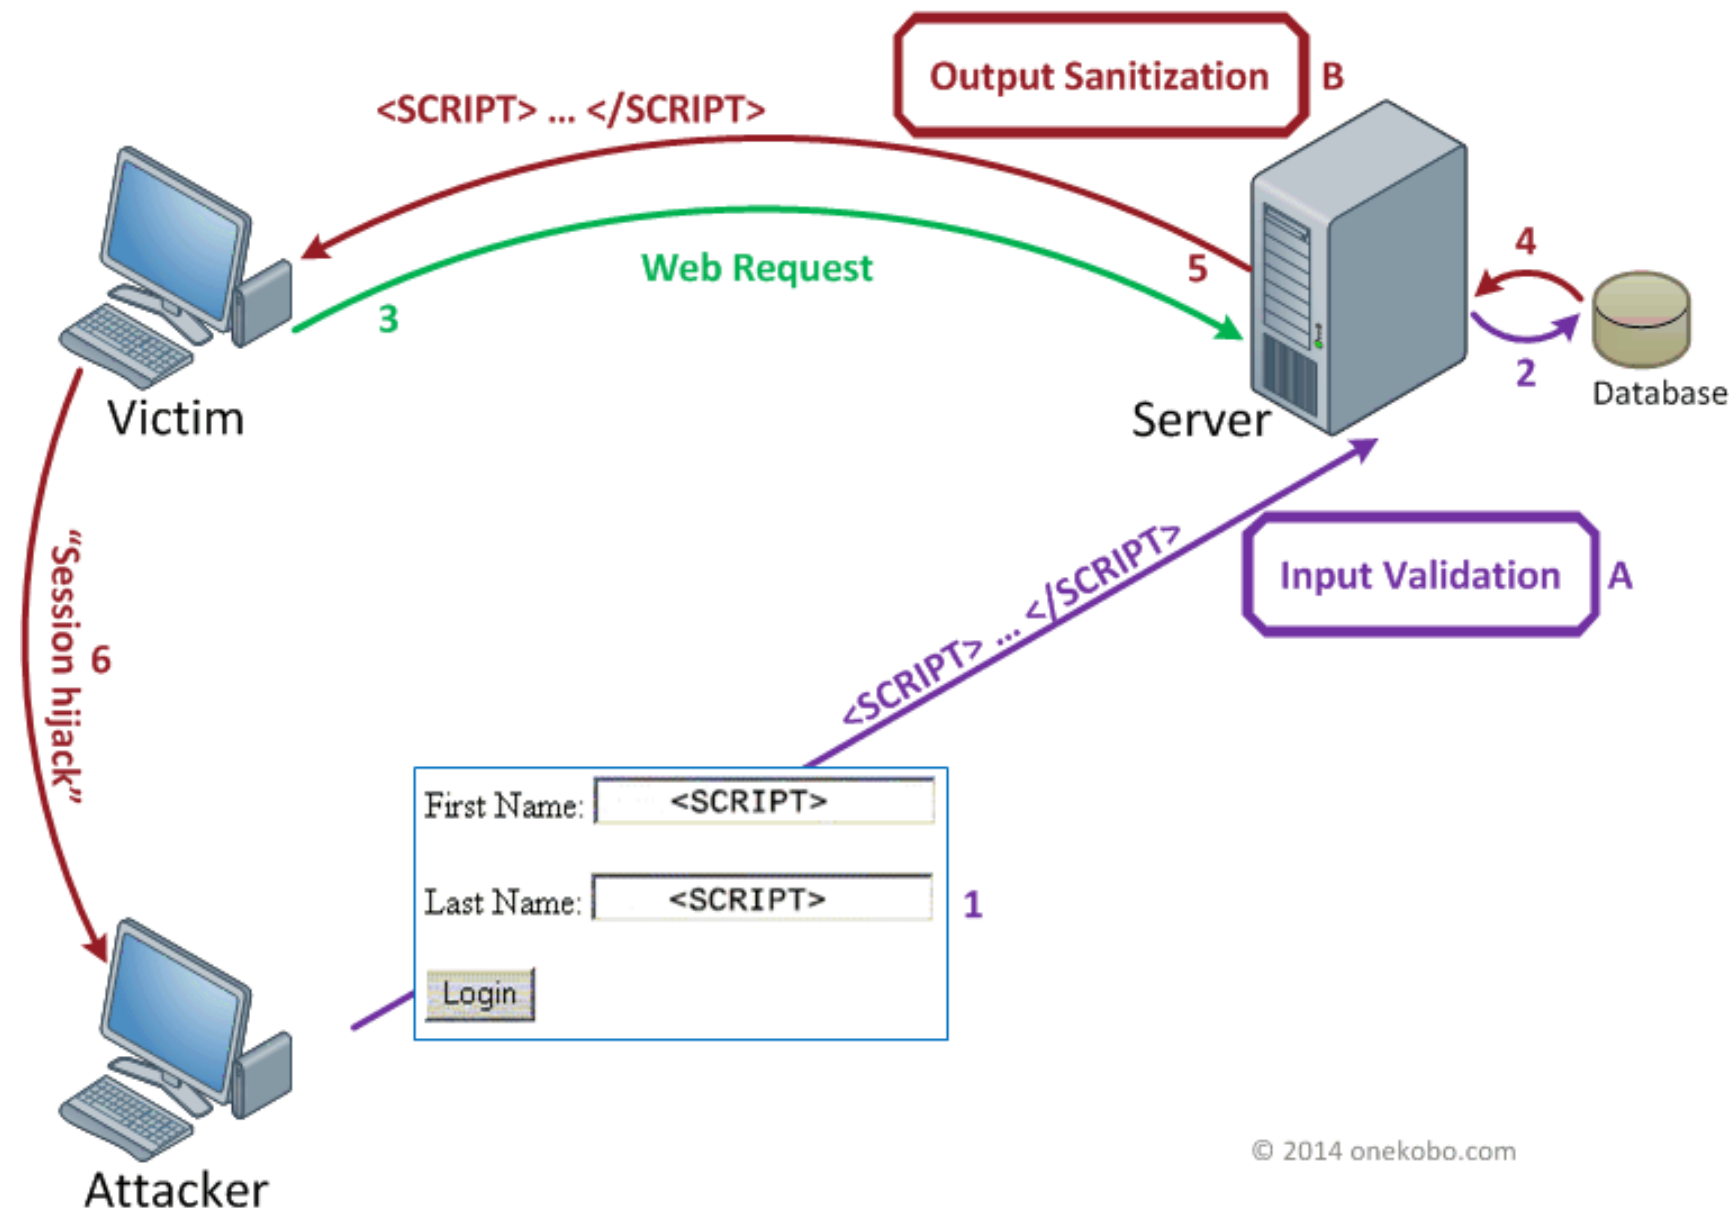 Output Sanitization B
<SCRIPT> ... </SCRIPT>
4
Web Request
5
3
2
Database
Victim
Server
<SCRIPT> ... </SCRIPT>
Input Validation A
“Session hijack”
6
First Name: <SCRIPT>
Last Name: <SCRIPT>
1
Login
© 2014 onekobo.com
Attacker